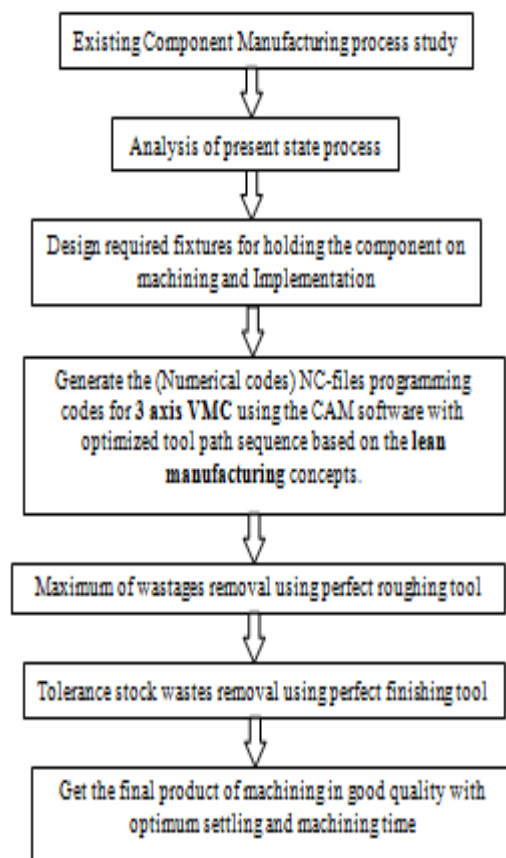 Existing Component Manufacturing process study
Analysis of present state process
Design required fixtures for holding the component on
machining and Implementation
Generate the (Numerical codes) NC-files programming
codes for 3 axis VMC using the CAM software with
optimized tool path sequence based on the lean
manufacturing concepts.
Maximum of wastages removal using perfect roughing tool
Tolerance stock wastes removal using perfect finishing tool
Get the final product of machining in good quality with
optimum settling and machining time